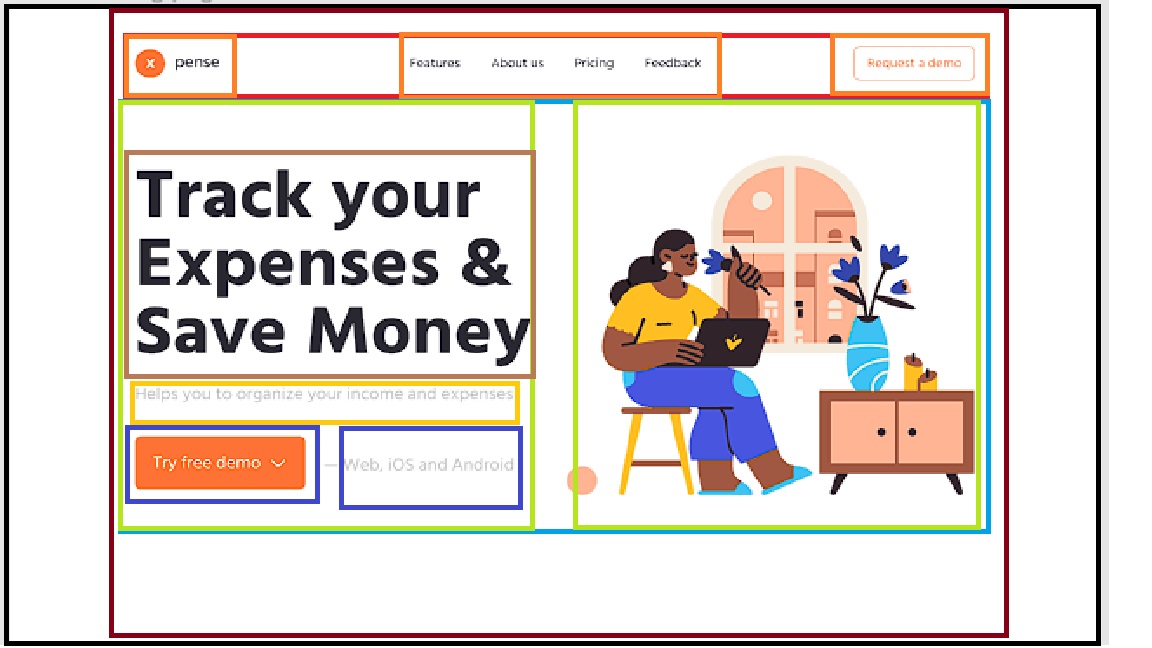 x pense
Features About us Pricing Feedback
Request a demo
Track your
Expenses &
Save Money
Helps you to organize your income and expenses
Try free demo
— Web, iOS and Android